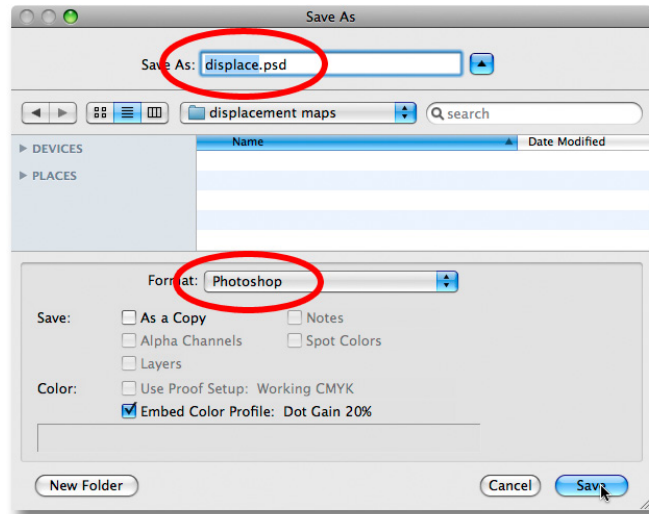 Save As
Save As: displace.psd
displacement maps search
Name Date Modified
DEVICES
PLACES
Format: Photoshop
Save: As a Copy Notes
Alpha Channels Spot Colors
Layers
Color: Use Proof Setup: Working CMYK
Embed Color Profile: Dot Gain 20%
New Folder Cancel Save